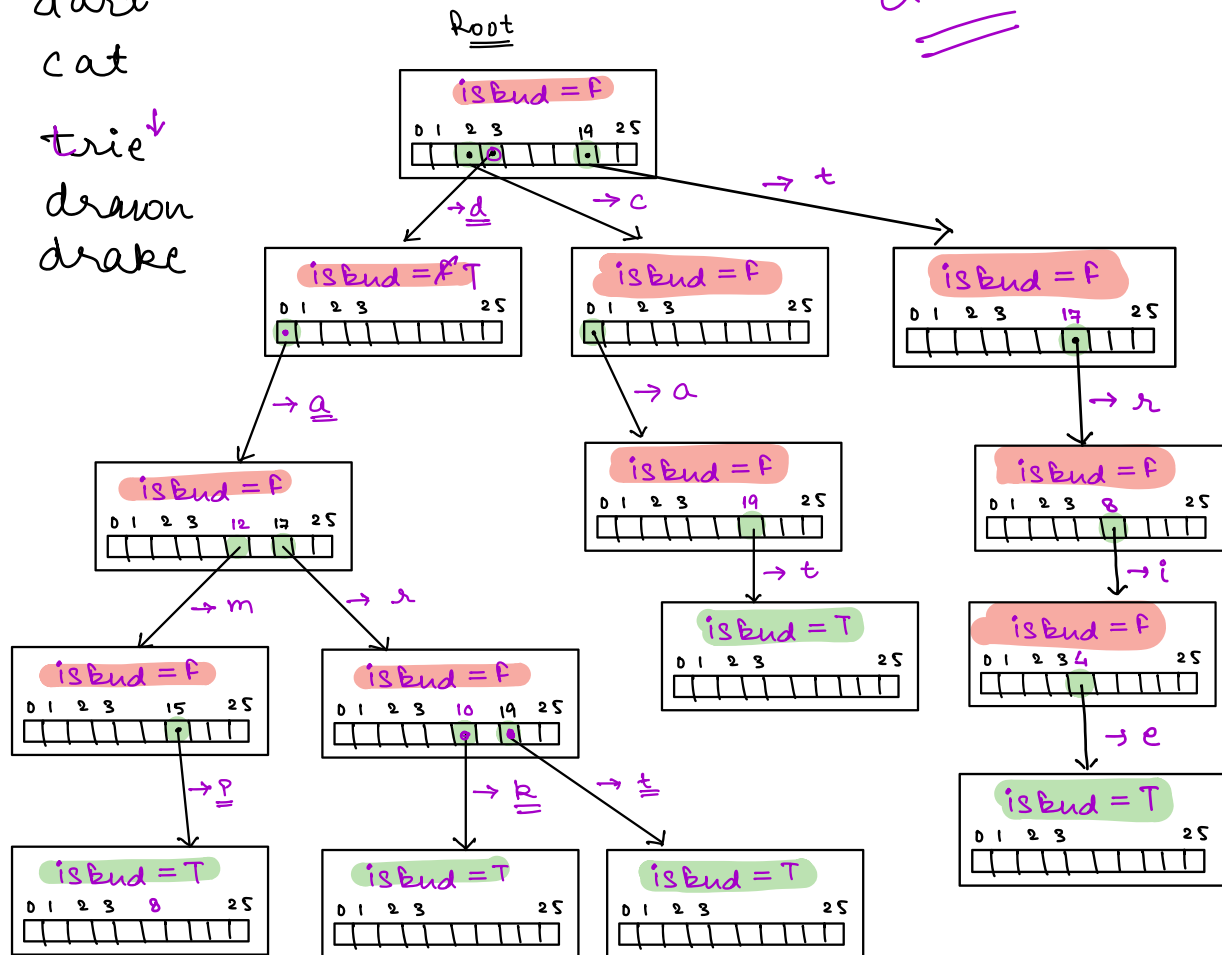 dart
cat
trie
drawn
drake
Root
isEnd = F
0 1 2 3 19 25
→ d
→ c
→ t
isEnd = F T
0 1 2 3 25
isEnd = F
0 1 2 3 25
isEnd = F
0 1 2 3 17 25
→ a
→ a
→ r
isEnd = F
0 1 2 3 12 17 25
isEnd = F
0 1 2 3 19 25
isEnd = F
0 1 2 3 8 25
→ m
→ r
→ t
→ i
isEnd = F
0 1 2 3 15 25
isEnd = F
0 1 2 3 10 19 25
isEnd = T
0 1 2 3 25
isEnd = F
0 1 2 3 4 25
→ p
→ k
→ t
→ e
isEnd = T
0 1 2 3 8 25
isEnd = T
0 1 2 3 25
isEnd = T
0 1 2 3 25
isEnd = T
0 1 2 3 25